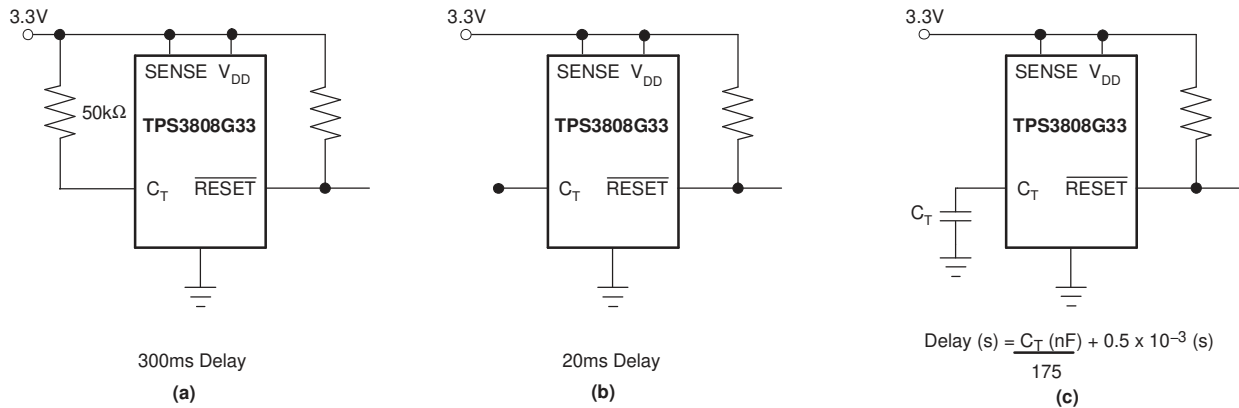 3.3V
SENSE V_DD
50kΩ
TPS3808G33
C_T RESET
300ms Delay
(a)
3.3V
SENSE V_DD
TPS3808G33
C_T RESET
20ms Delay
(b)
3.3V
SENSE V_DD
TPS3808G33
C_T RESET
C_T
Delay (s) = C_T (nF) + 0.5 x 10⁻³ (s)
175
(c)